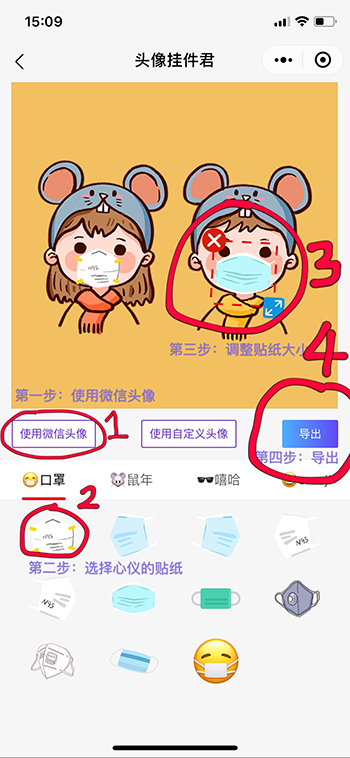 15:09
头像挂件君
N95
3
第三步：调整贴纸大小
4
第一步：使用微信头像
使用微信头像
1
使用自定义头像
导出
第四步：导出
口罩
鼠年
嘻哈
2
N95
N95
第二步：选择心仪的贴纸
N95